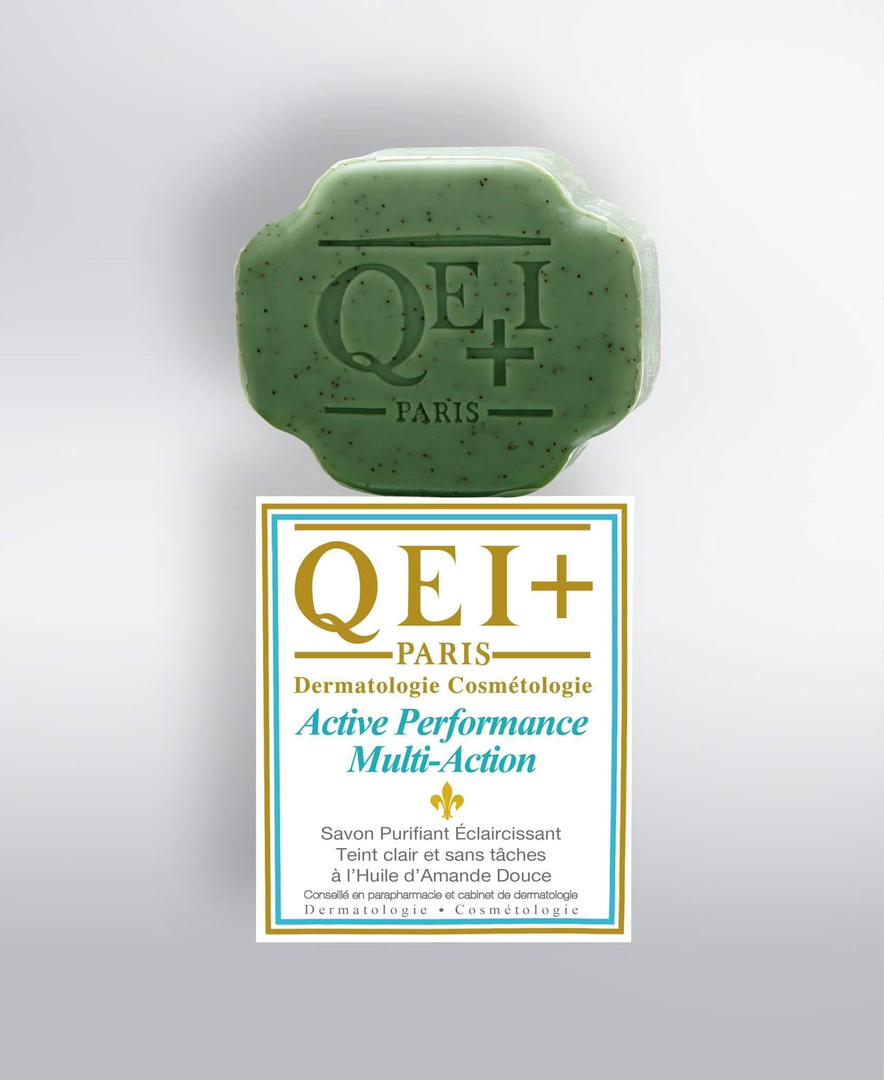 QEI+
PARIS
QEI+
PARIS
Dermatologie Cosmétologie
Active Performance
Multi-Action
Savon Purifiant Éclaircissant
Teint clair et sans tâches
à l'Huile d'Amande Douce
Conseillé en parapharmacie et cabinet de dermatologie
Dermatologie • Cosmétologie